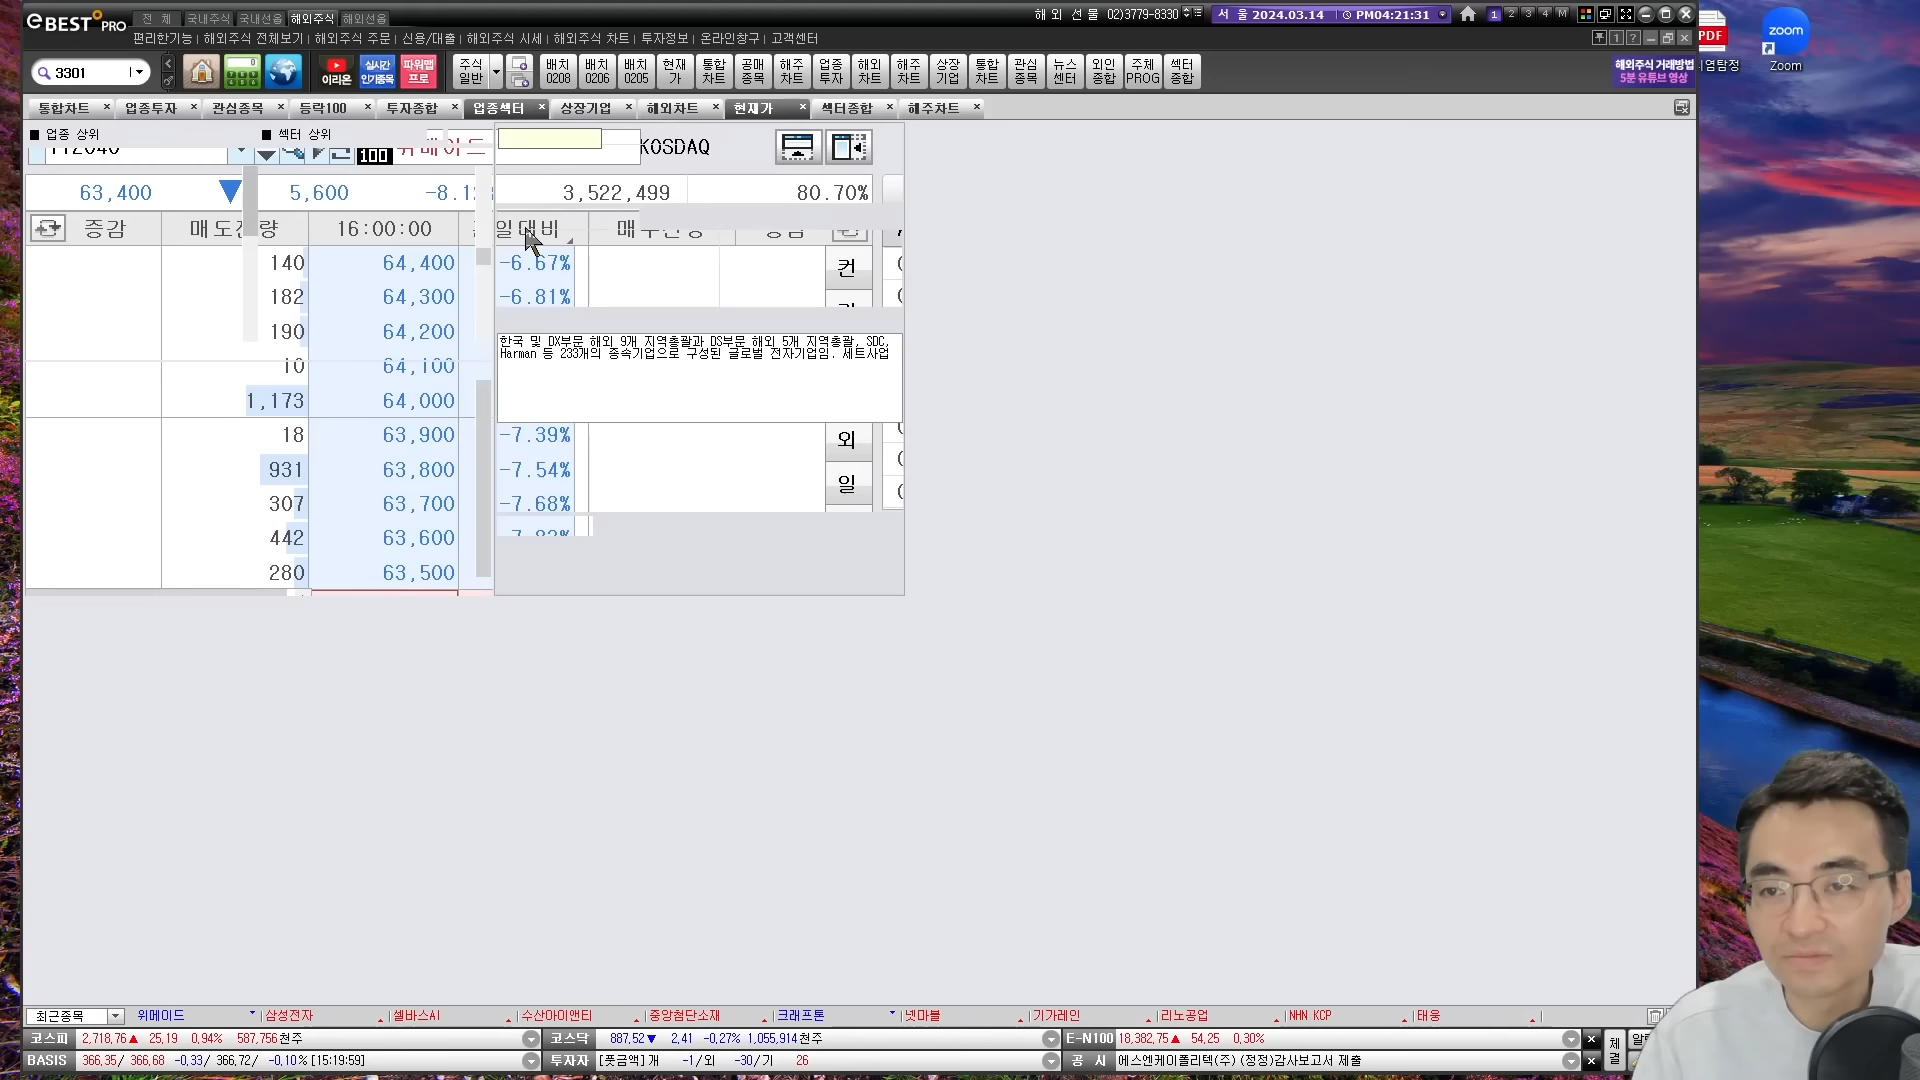 eBEST PRO
전 체 국내주식 국내선옵 해외주식 해외선옵
해 외 선 물 02)3779-8330
서 울 2024.03.14 PM04:21:31
1 2 3 4 M
편리한기능 해외주식 전체보기 해외주식 주문 신용/대출 해외주식 시세 해외주식 차트 투자정보 온라인창구 고객센터
3301
이리온
실시간 인기종목
파워맵 프로
주식 일반
배치 0208
배치 0206
배치 0205
현재 가
통합 차트
공매 종목
해주 차트
업종 투자
해외 차트
해주 차트
상장 기업
통합 차트
관심 종목
뉴스 센터
외인 종합
주체 PROG
섹터 종합
해외주식 거래방법
5분 유튜브 영상
통합차트 업종투자 관심종목 등락100 투자종합 업종섹터 상장기업 해외차트 현재가 섹터종합 해주차트
■ 업종 상위 ■ 섹터 상위
100 위메이드 KOSDAQ
63,400 ▼ 5,600 3,522,499 80.70%
증감 16:00:00
140 64,400 -6.67% 컨
182 64,300 -6.81%
190 64,200
한국 및 DX부문 해외 9개 지역총괄과 DS부문 해외 5개 지역총괄, SDC,
Harman 등 233개의 종속기업으로 구성된 글로벌 전자기업임. 세트사업
10 64,100
1,173 64,000
18 63,900 -7.39% 외
931 63,800 -7.54% 일
307 63,700 -7.68%
442 63,600
280 63,500
최근종목 위메이드 삼성전자 셀바스AI 수산아이앤티 중앙첨단소재 크래프톤 넷마블 기가레인 리노공업 NHN KCP 태웅
코스피 2,718,76▲ 25,19 0,94% 587,756천주 코스닥 887,52▼ 2,41 -0,27% 1,055,914천주 E-N100 18,382,75▲ 54,25 0,30%
체결
BASIS 366,35/ 366,68 -0,33/ 366,72/ -0,10% [15:19:59] 투자자 [풋금액]개 -1/외 -30/기 26 공 시 에스엔케이폴리텍(주) (정정)감사보고서 제출
PDF
zoom
Zoom